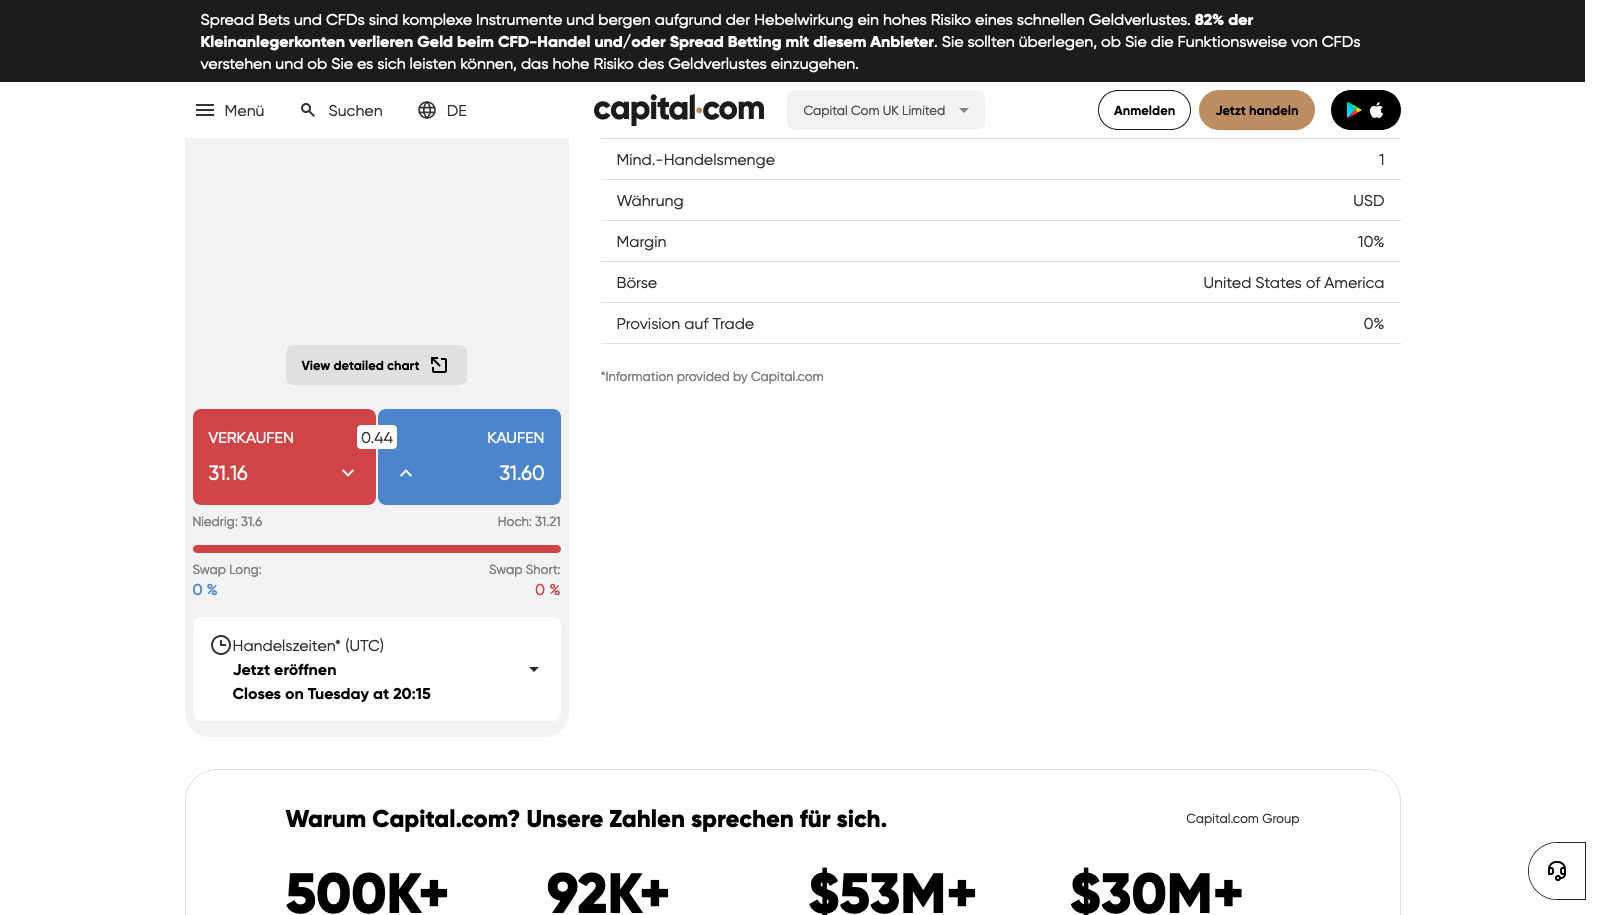 Spread Bets und CFDs sind komplexe Instrumente und bergen aufgrund der Hebelwirkung ein hohes Risiko eines schnellen Geldverlustes. 82% der
Kleinanlegerkonten verlieren Geld beim CFD-Handel und/oder Spread Betting mit diesem Anbieter. Sie sollten überlegen, ob Sie die Funktionsweise von CFDs
verstehen und ob Sie es sich leisten können, das hohe Risiko des Geldverlustes einzugehen.
Menü Suchen DE capital.com Capital Com UK Limited Anmelden Jetzt handeln
Mind.-Handelsmenge 1
Währung USD
Margin 10%
Börse United States of America
Provision auf Trade 0%
*Information provided by Capital.com
View detailed chart
VERKAUFEN 0.44 KAUFEN
31.16 31.60
Niedrig: 31.6 Hoch: 31.21
Swap Long: Swap Short:
0 % 0 %
Handelszeiten* (UTC)
Jetzt eröffnen
Closes on Tuesday at 20:15
Warum Capital.com? Unsere Zahlen sprechen für sich. Capital.com Group
500K+ 92K+ $53M+ $30M+